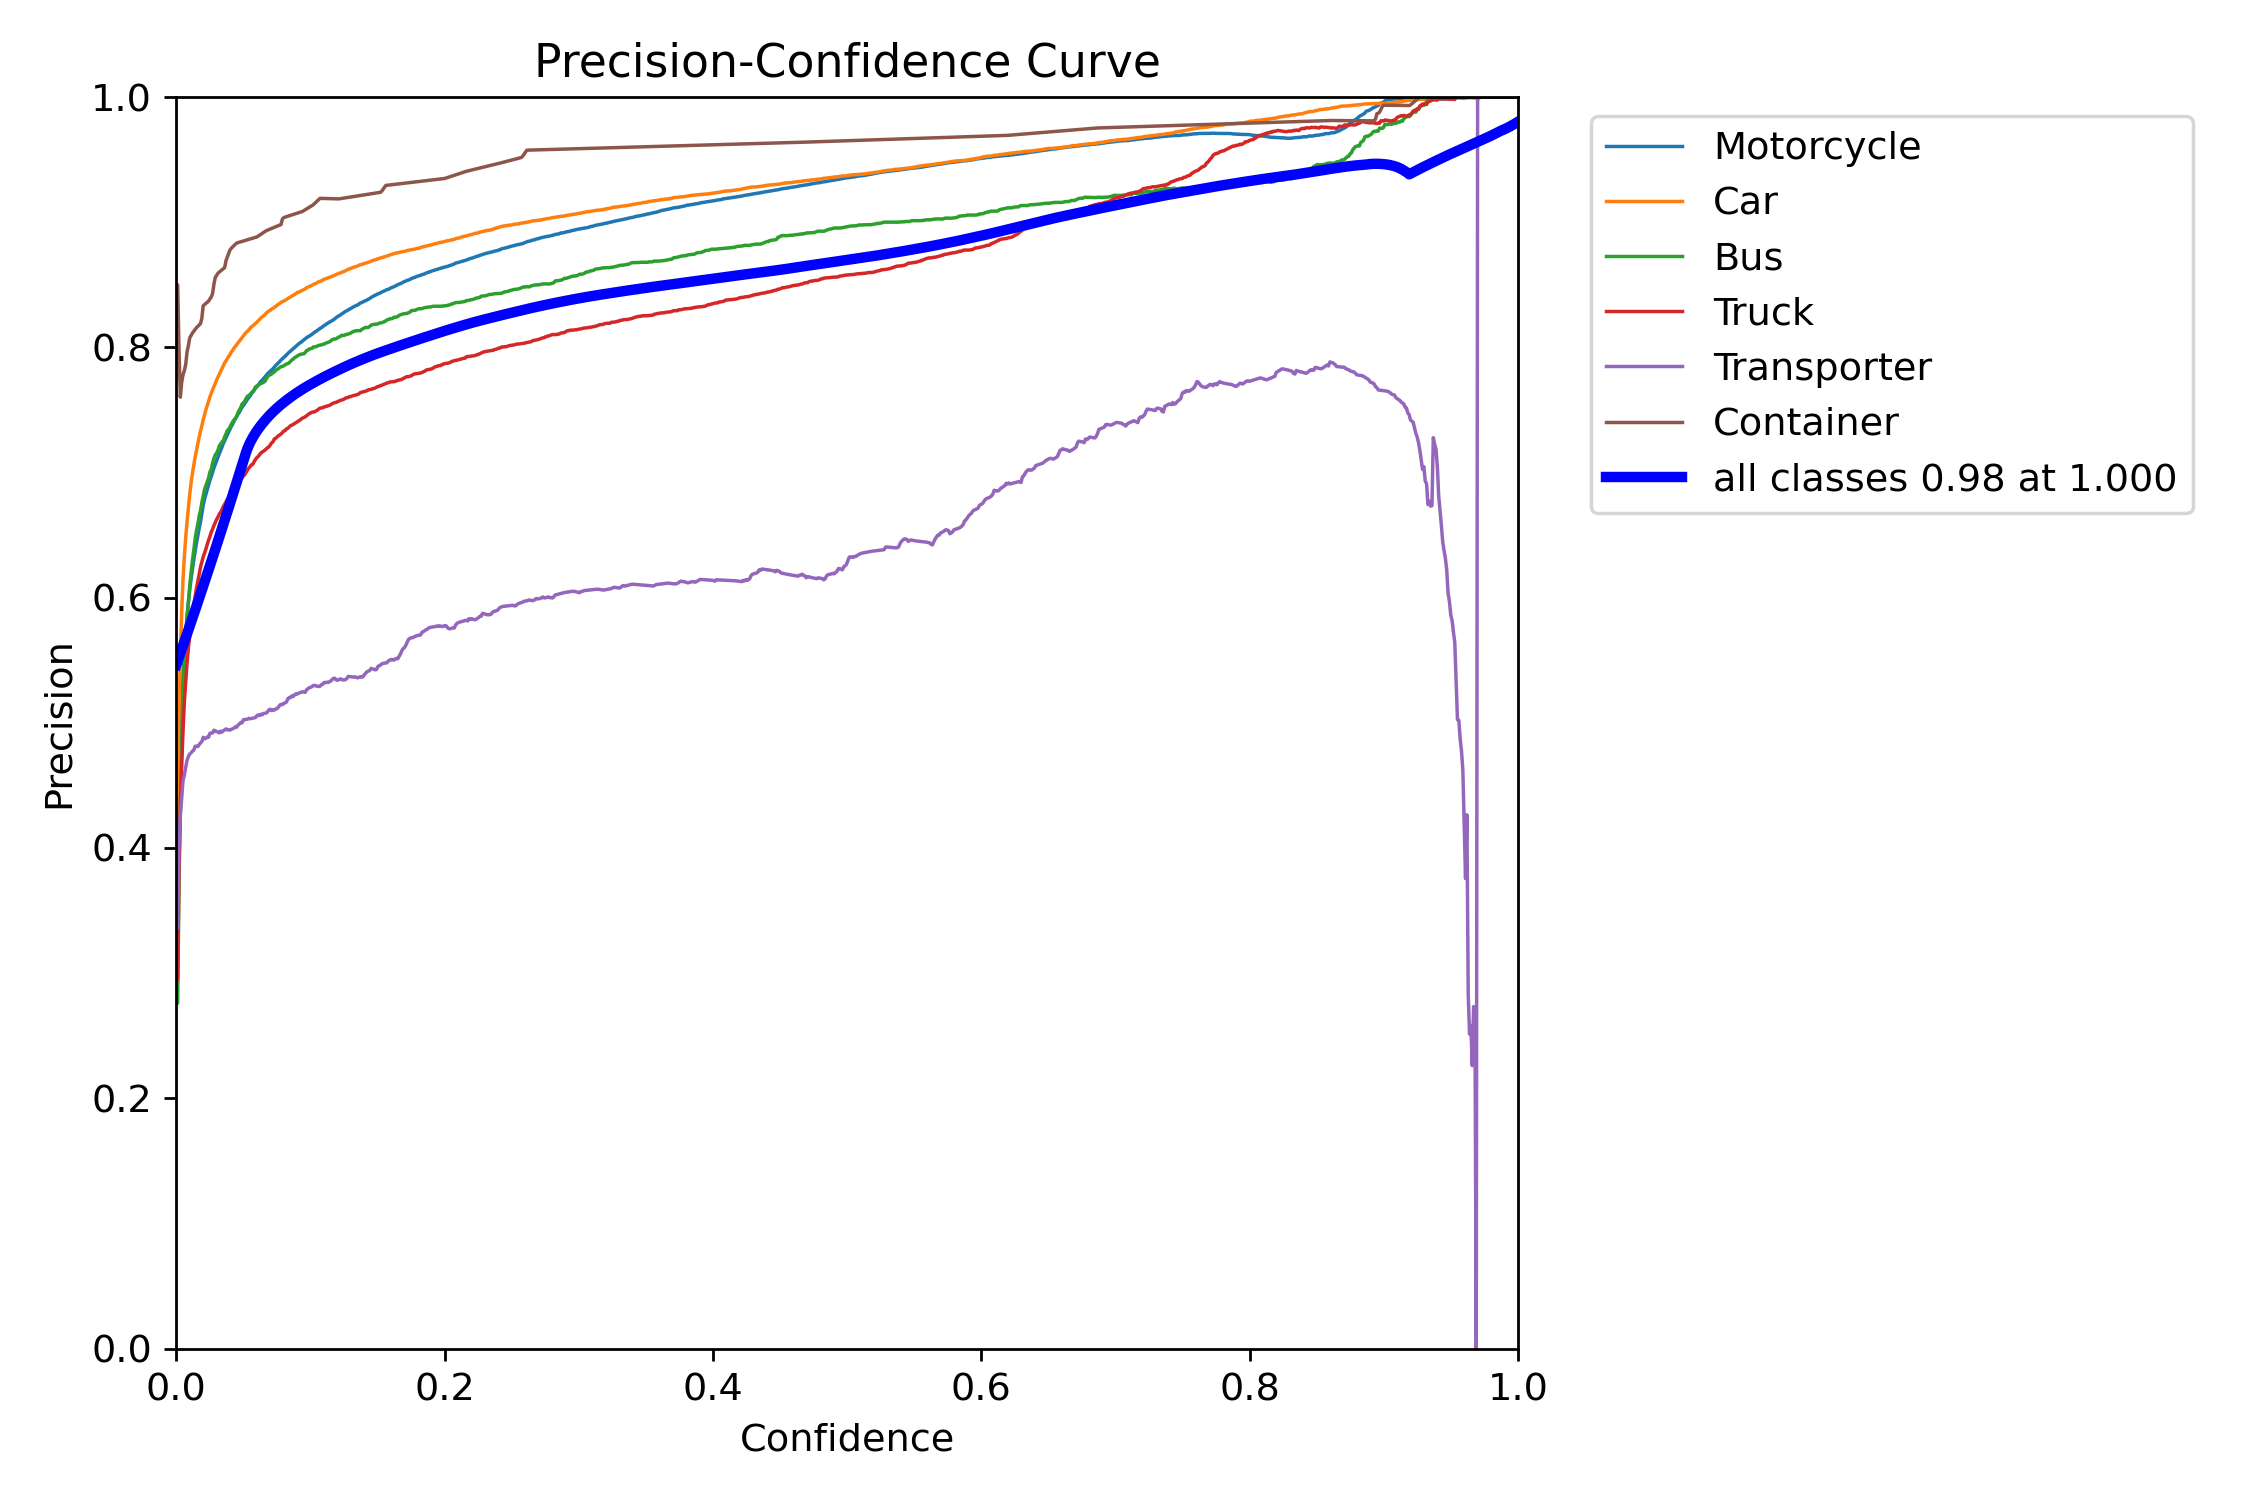 Precision-Confidence Curve
1.0
0.8
0.6
0.4
0.2
0.0
Precision
0.0 0.2 0.4 0.6 0.8 1.0
Confidence
Motorcycle
Car
Bus
Truck
Transporter
Container
all classes 0.98 at 1.000